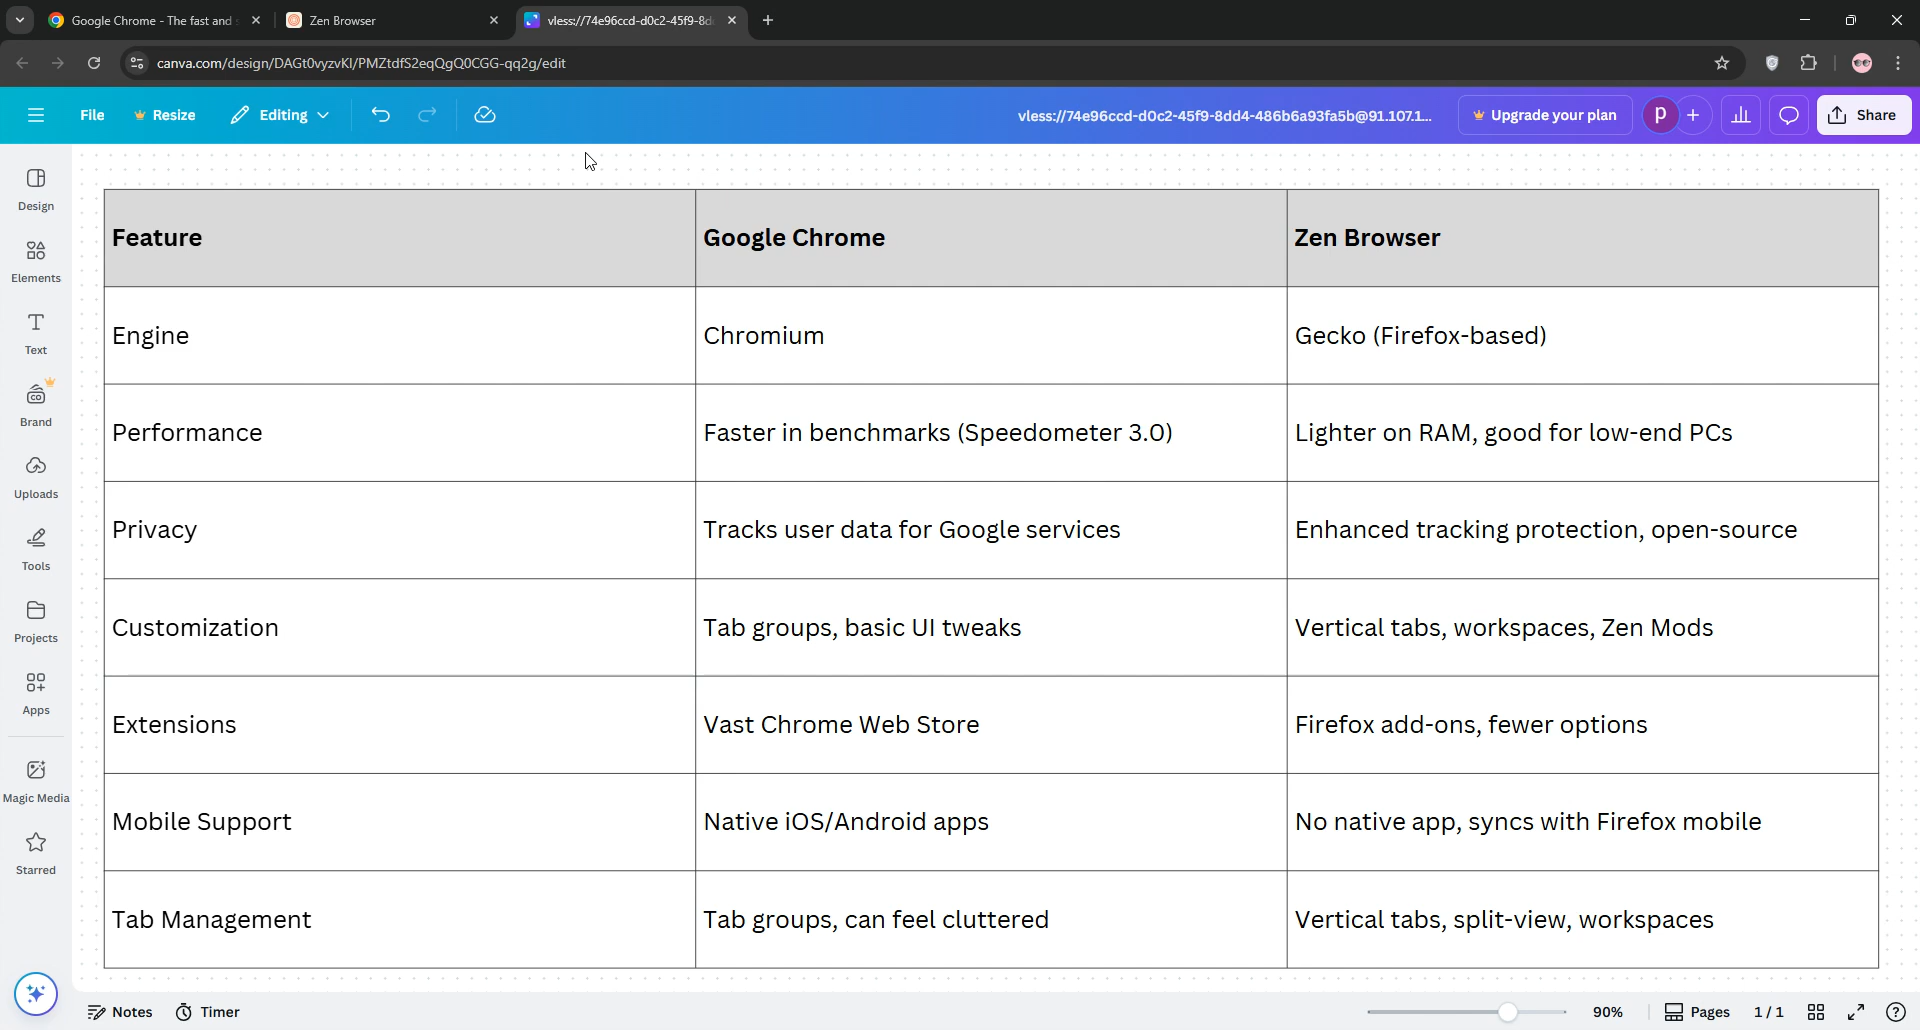 Google Chrome - The fast and
Zen Browser
vless://74e96ccd-d0c2-45f9-8d
canva.com/design/DAGt0vyzvKI/PMZtdfS2eqQgQ0CGG-qq2g/edit
File
Resize
Editing
vless://74e96ccd-d0c2-45f9-8dd4-486b6a93fa5b@91.107.1...
Upgrade your plan
P
Share
Design
Elements
Text
Brand
Uploads
Tools
Projects
Apps
Magic Media
Starred
Feature Google Chrome Zen Browser
Engine Chromium Gecko (Firefox-based)
Performance Faster in benchmarks (Speedometer 3.0) Lighter on RAM, good for low-end PCs
Privacy Tracks user data for Google services Enhanced tracking protection, open-source
Customization Tab groups, basic UI tweaks Vertical tabs, workspaces, Zen Mods
Extensions Vast Chrome Web Store Firefox add-ons, fewer options
Mobile Support Native iOS/Android apps No native app, syncs with Firefox mobile
Tab Management Tab groups, can feel cluttered Vertical tabs, split-view, workspaces
Notes
Timer
90%
Pages
1 / 1